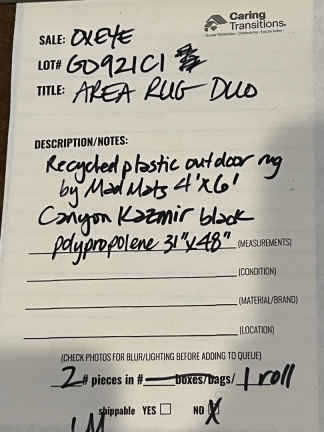 Caring
Transitions.
SALE: OXEYE
LOT# GD921C1
TITLE: AREA RUG DUO
DESCRIPTION/NOTES:
Recycled plastic outdoor rug
by Mad Mats 4'x6'
Canyon Kazmir black
polypropolene 31"x48" (MEASUREMENTS)
(CONDITION)
(MATERIAL/BRAND)
(LOCATION)
(CHECK PHOTOS FOR BLUR/LIGHTING BEFORE ADDING TO QUEUE)
2 # pieces in # boxes/bags/ 1 roll
shippable YES ☐ NO ☒